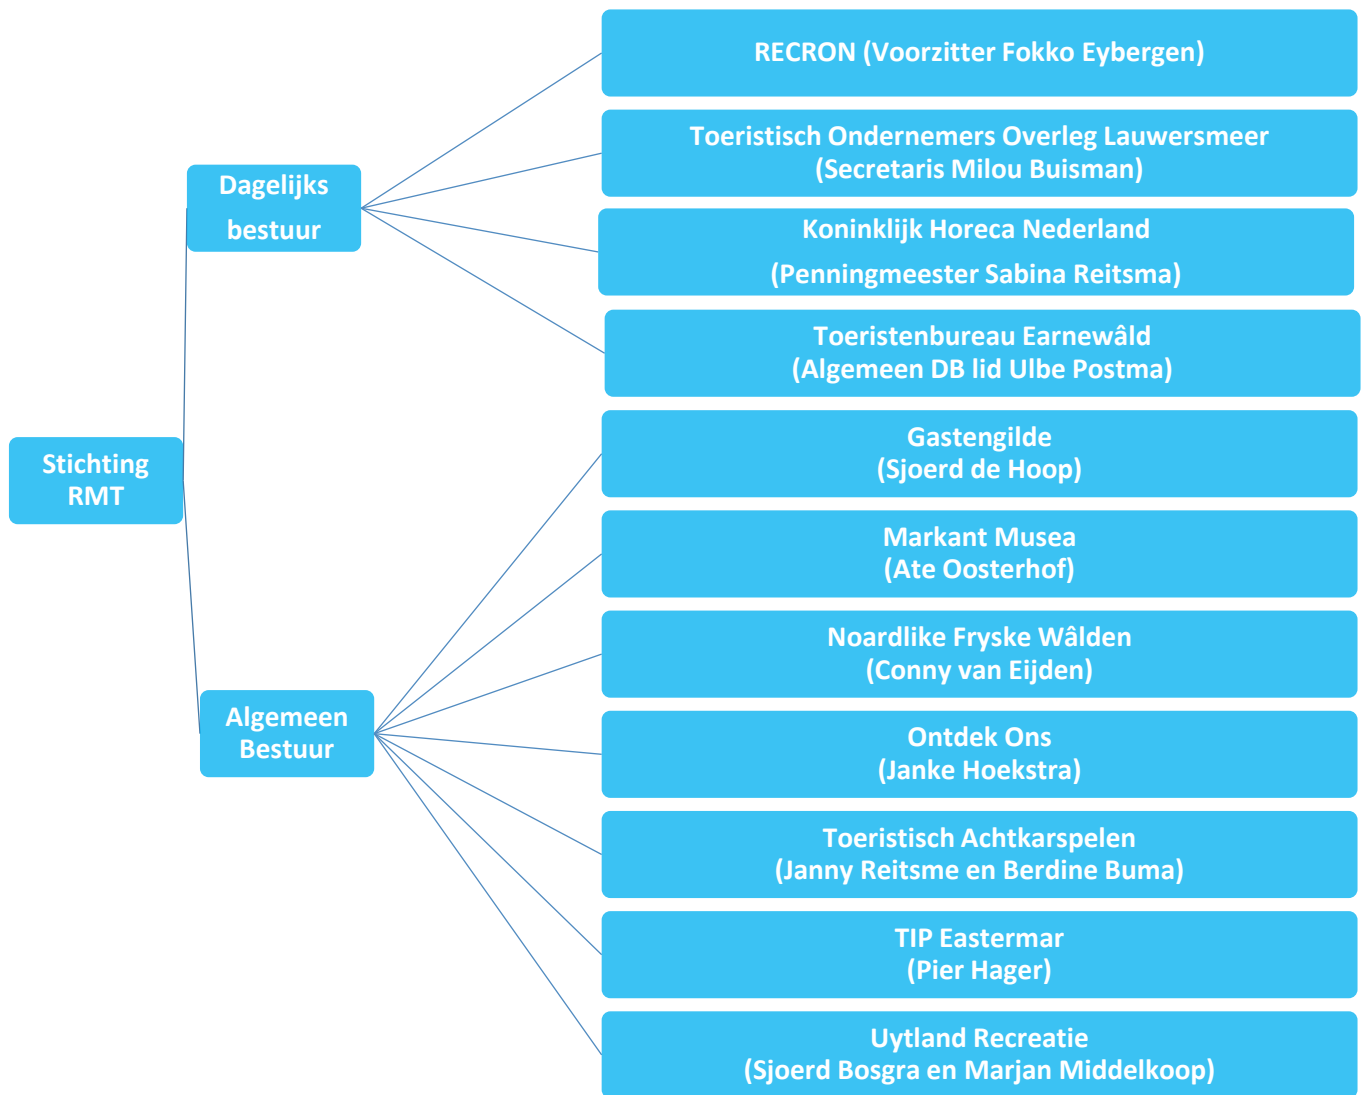 RECRON (Voorzitter Fokko Eybergen)
Toeristisch Ondernemers Overleg Lauwersmeer
(Secretaris Milou Buisman)
Dagelijks
bestuur
Koninklijk Horeca Nederland
(Penningmeester Sabina Reitsma)
Toeristenbureau Earnewâld
(Algemeen DB lid Ulbe Postma)
Stichting
RMT
Gastengilde
(Sjoerd de Hoop)
Markant Musea
(Ate Oosterhof)
Noardlike Fryske Wâlden
(Conny van Eijden)
Algemeen
Bestuur
Ontdek Ons
(Janke Hoekstra)
Toeristisch Achtkarspelen
(Janny Reitsme en Berdine Buma)
TIP Eastermar
(Pier Hager)
Uytland Recreatie
(Sjoerd Bosgra en Marjan Middelkoop)